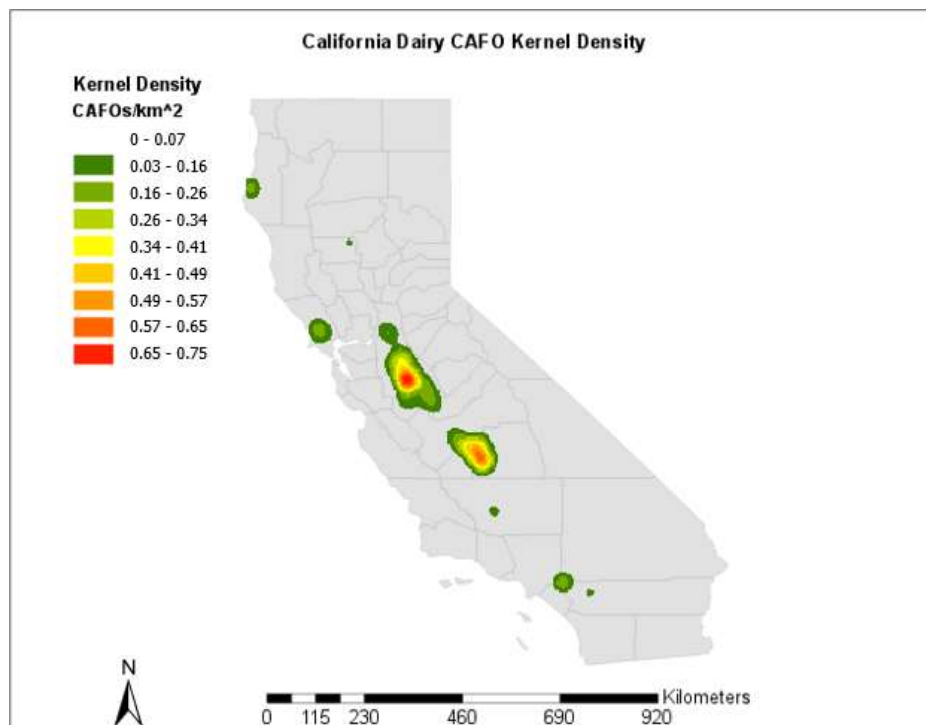 California Dairy CAFO Kernel Density
Kernel Density
CAFOs/km^2
0 - 0.07
0.03 - 0.16
0.16 - 0.26
0.26 - 0.34
0.34 - 0.41
0.41 - 0.49
0.49 - 0.57
0.57 - 0.65
0.65 - 0.75
N
Kilometers
0 115 230 460 690 920